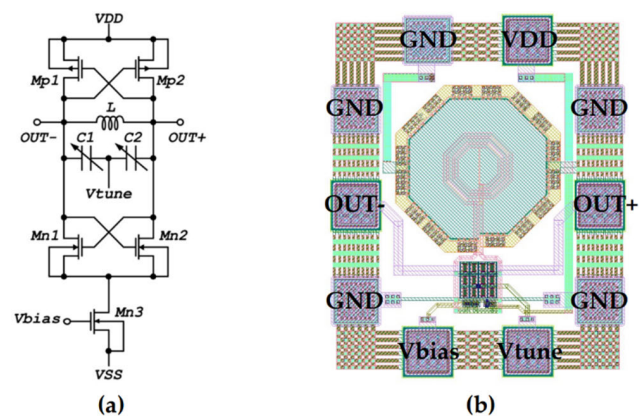 VDD
Mp1
Mp2
L
OUT-
OUT+
C1
C2
Vtune
Mn1
Mn2
Mn3
Vbias
VSS
(a)
GND
VDD
GND
GND
OUT-
OUT+
GND
GND
Vbias
Vtune
(b)